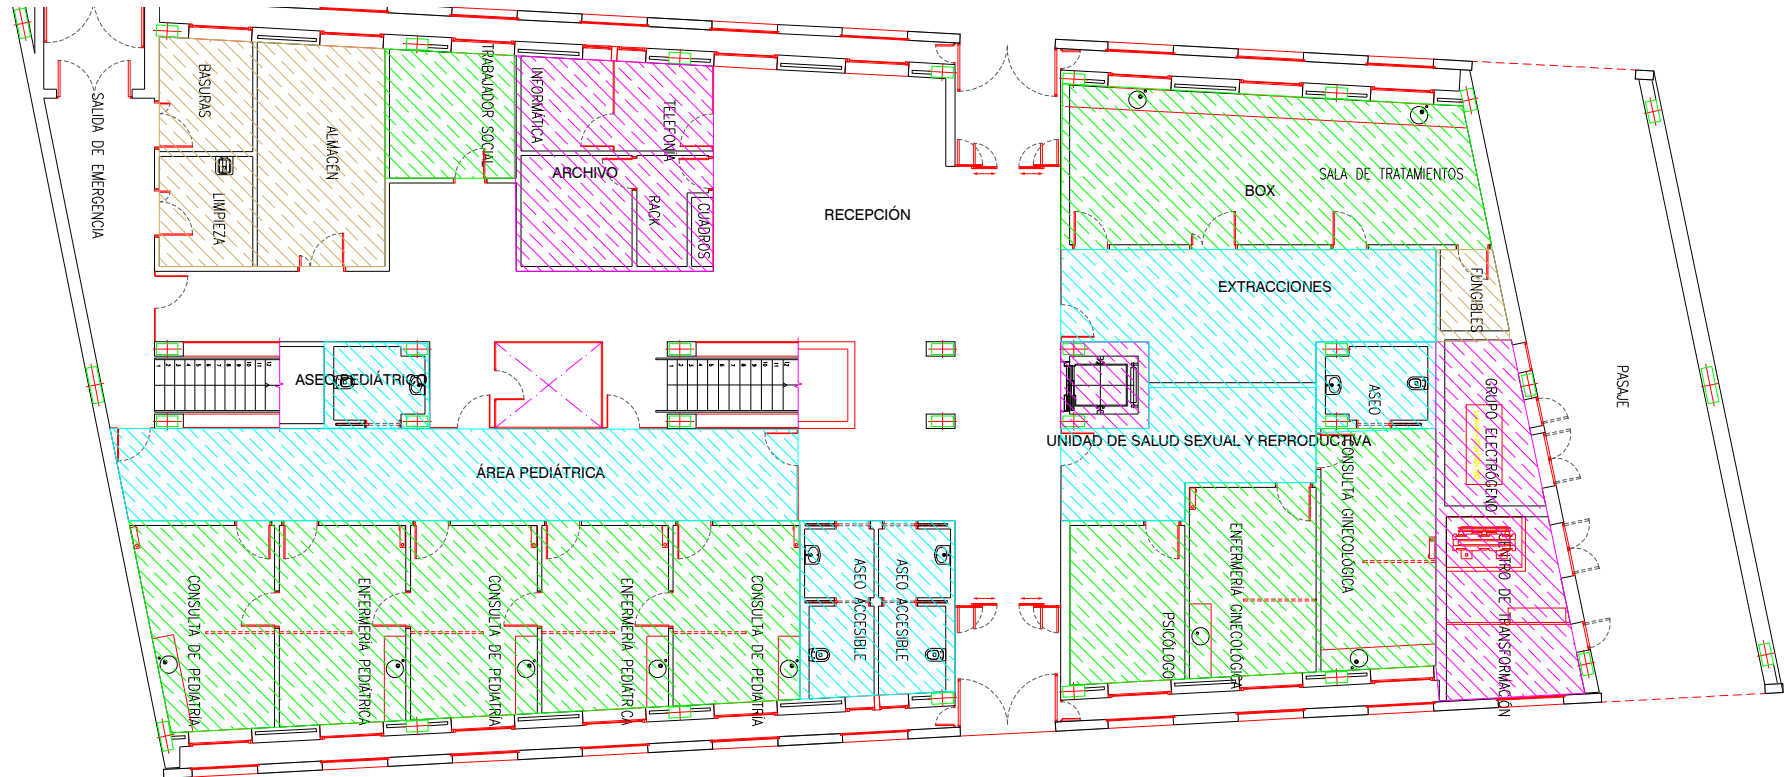 BASURAS
SALIDA DE EMERGENCIA
ALMACÉN
LIMPIEZA
TRABAJADOR SOCIAL
INFORMÁTICA
TELEFONÍA
ARCHIVO
RACK
CUADROS
RECEPCIÓN
BOX
SALA DE TRATAMIENTOS
EXTRACCIONES
FUNGIBLES
PASAJE
ASEO PEDIÁTRICO
ASEO
GRUPO ELECTRÓGENO
UNIDAD DE SALUD SEXUAL Y REPRODUCTIVA
ÁREA PEDIÁTRICA
CONSULTA GINECOLÓGICA
ENFERMERÍA GINECOLÓGICA
PSICÓLOGO
CENTRO DE TRANSFORMACIÓN
CONSULTA DE PEDIATRÍA
ENFERMERÍA PEDIÁTRICA
CONSULTA DE PEDIATRÍA
ENFERMERÍA PEDIÁTRICA
CONSULTA DE PEDIATRÍA
ASEO ACCESIBLE
ASEO ACCESIBLE